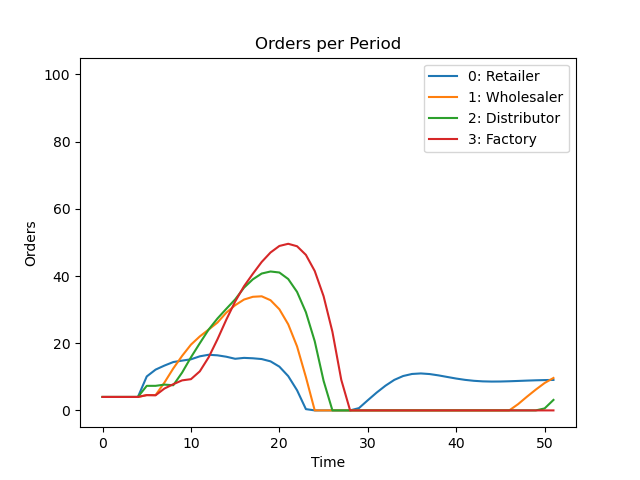 Orders per Period
100
80
60
40
20
0
Orders
0: Retailer
1: Wholesaler
2: Distributor
3: Factory
0 10 20 30 40 50
Time